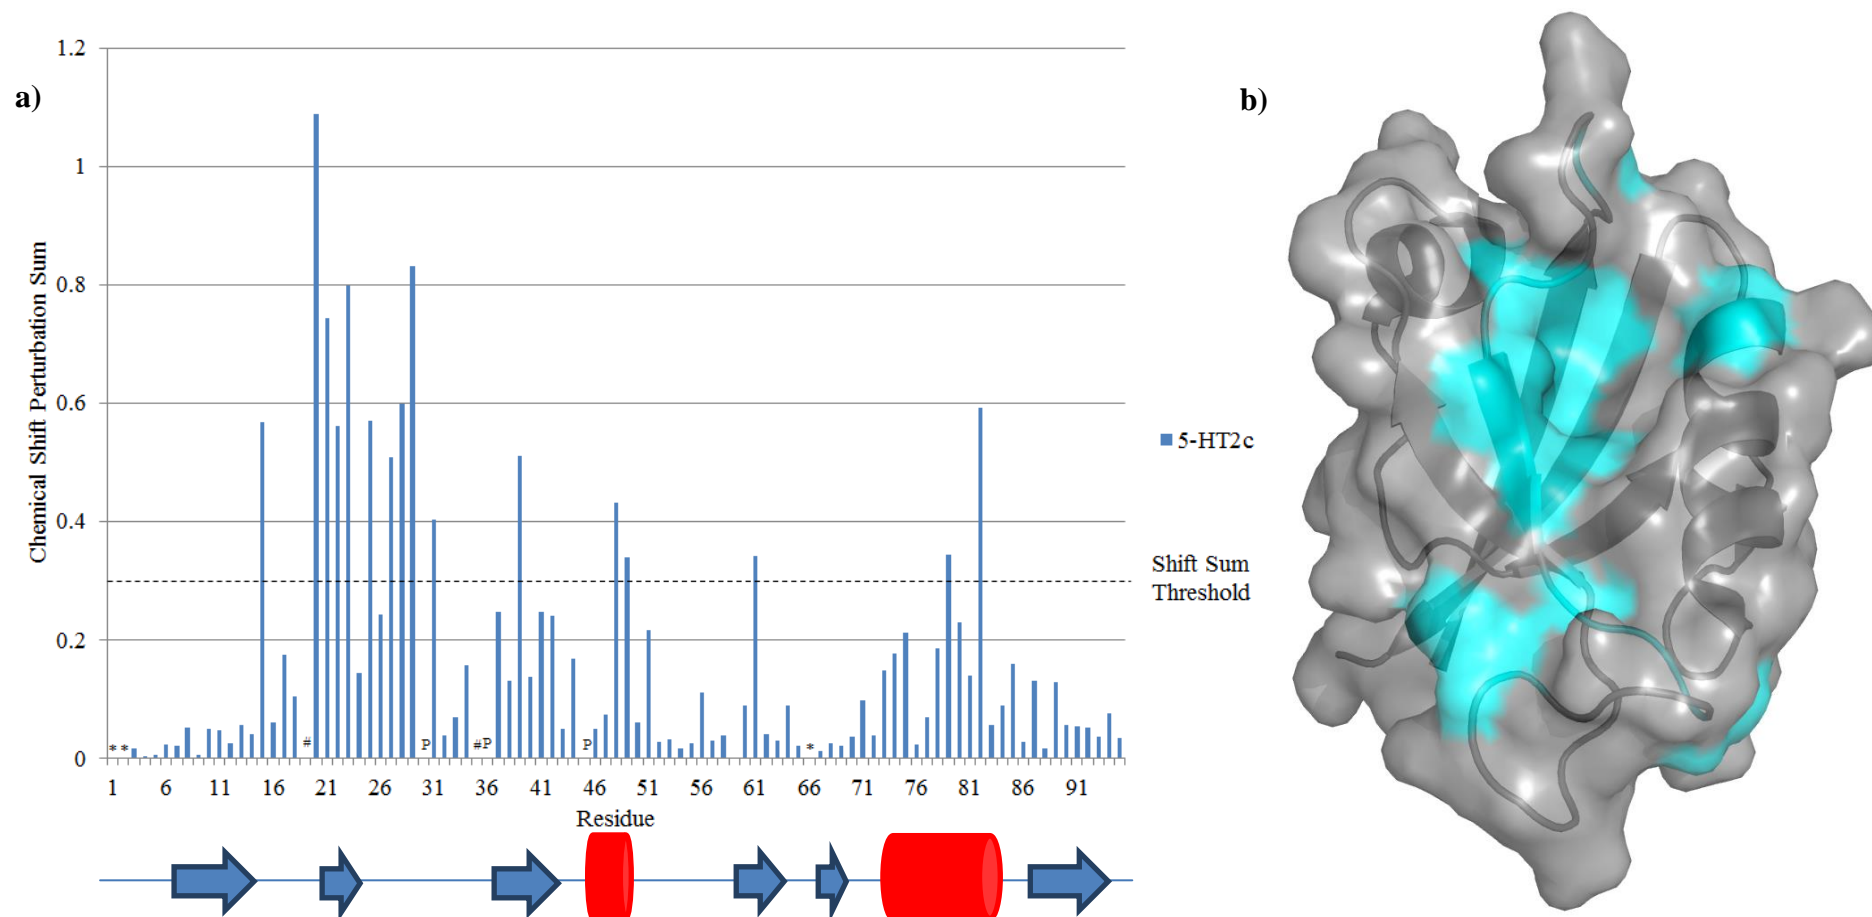 a)
b)
1.2
1
0.8
0.6
0.4
0.2
0
Chemical Shift Perturbation Sum
* *
#
P
#P
P
*
1 6 11 16 21 26 31 36 41 46 51 56 61 66 71 76 81 86 91
Residue
5-HT2c
Shift Sum
Threshold